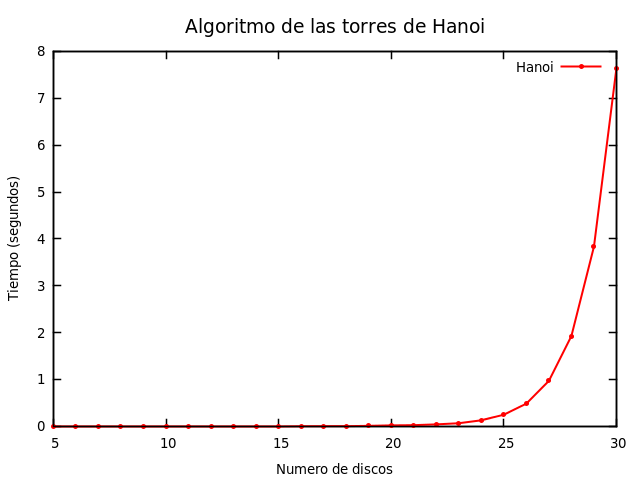 Algoritmo de las torres de Hanoi
8
Hanoi
7
6
5
4
3
2
1
0
Tiempo (segundos)
5 10 15 20 25 30
Numero de discos